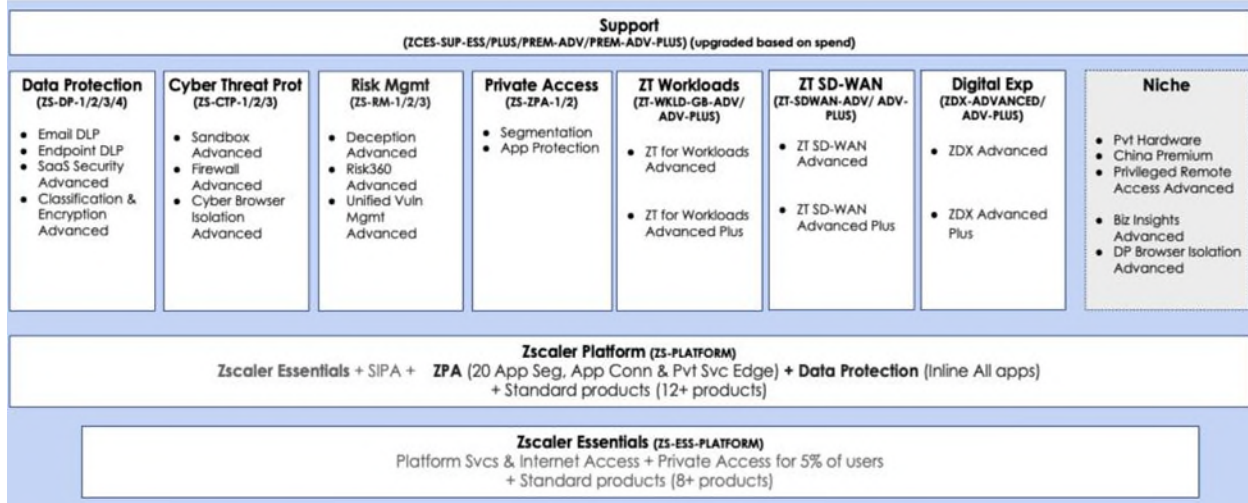 Support
(ZCES-SUP-ESS/PLUS/PREM-ADV/PREM-ADV-PLUS) (upgraded based on spend)
Data Protection
(ZS-DP-1/2/3/4)
● Email DLP
● Endpoint DLP
● SaaS Security
Advanced
● Classification &
Encryption
Advanced
Cyber Threat Prot
(ZS-CTP-1/2/3)
● Sandbox
Advanced
● Firewall
Advanced
● Cyber Browser
Isolation
Advanced
Risk Mgmt
(ZS-RM-1/2/3)
● Deception
Advanced
● Risk360
Advanced
● Unified Vuln
Mgmt
Advanced
Private Access
(ZS-ZPA-1/2)
● Segmentation
● App Protection
ZT Workloads
(ZT-WKLD-GB-ADV/
ADV-PLUS)
● ZT for Workloads
Advanced
● ZT for Workloads
Advanced Plus
ZT SD-WAN
(ZT-SDWAN-ADV/ ADV-
PLUS)
● ZT SD-WAN
Advanced
● ZT SD-WAN
Advanced Plus
Digital Exp
(ZDX-ADVANCED/
ADV-PLUS)
● ZDX Advanced
● ZDX Advanced
Plus
Niche
● Pvt Hardware
● China Premium
● Privileged Remote
Access Advanced
● Biz Insights
Advanced
● DP Browser Isolation
Advanced
Zscaler Platform (ZS-PLATFORM)
Zscaler Essentials + SIPA + ZPA (20 App Seg, App Conn & Pvt Svc Edge) + Data Protection (Inline All apps)
+ Standard products (12+ products)
Zscaler Essentials (ZS-ESS-PLATFORM)
Platform Svcs & Internet Access + Private Access for 5% of users
+ Standard products (8+ products)